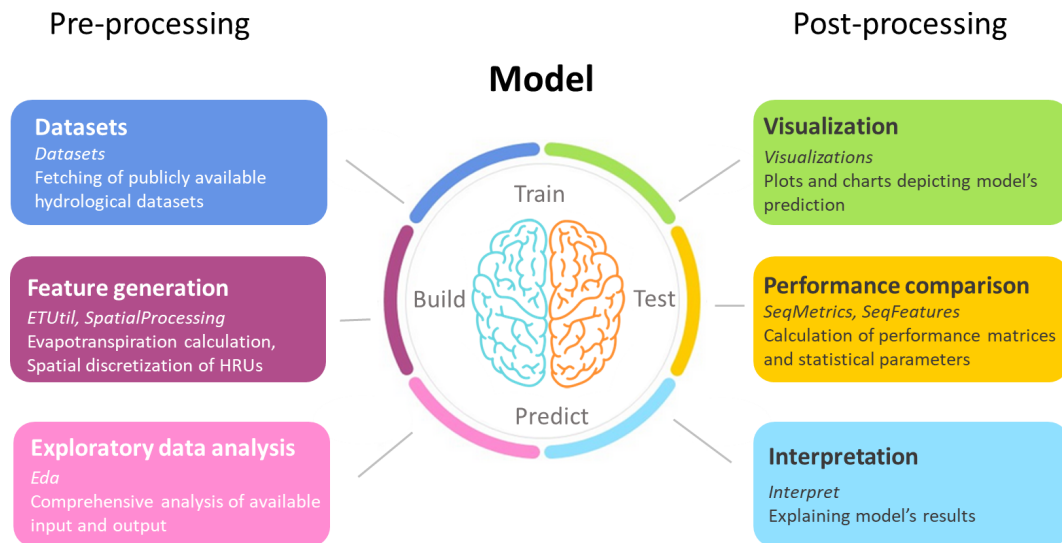 Pre-processing
Post-processing
Model
Datasets
Datasets
Fetching of publicly available
hydrological datasets
Feature generation
ETUtil, SpatialProcessing
Evapotranspiration calculation,
Spatial discretization of HRUs
Exploratory data analysis
Eda
Comprehensive analysis of available
input and output
Train
Build
Test
Predict
Visualization
Visualizations
Plots and charts depicting model's
prediction
Performance comparison
SeqMetrics, SeqFeatures
Calculation of performance matrices
and statistical parameters
Interpretation
Interpret
Explaining model's results